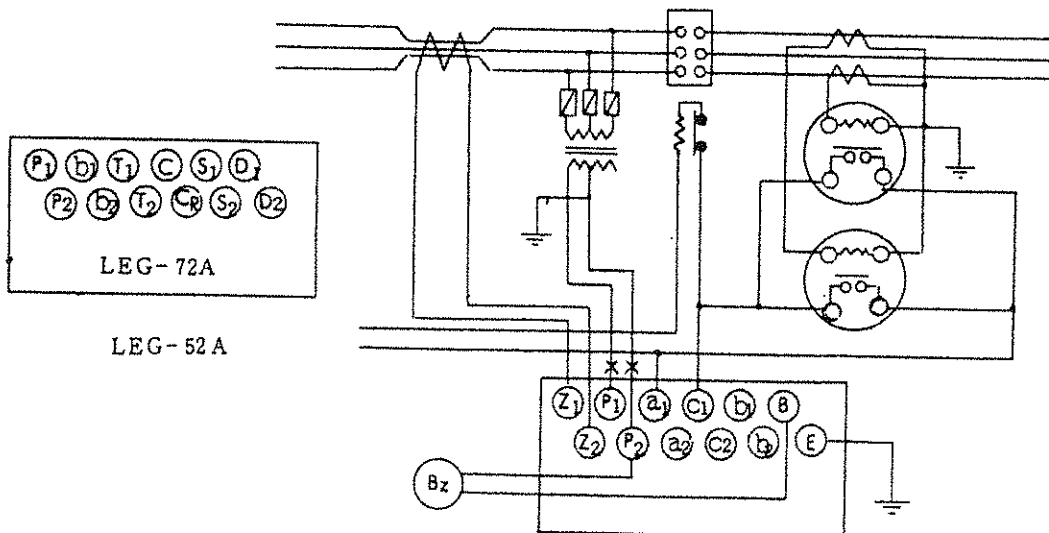 P1 b1 T1 C S1 D1
P2 b2 T2 CR S2 D2
LEG-72A
LEG-52A
Z1 P1 a1 C1 b1 B
Z2 P2 a2 C2 b2 E
Bz